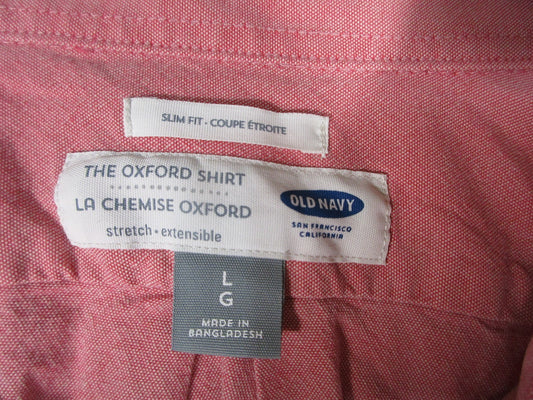 SLIM FIT · COUPE ÉTROITE
THE OXFORD SHIRT
LA CHEMISE OXFORD
stretch · extensible
OLD NAVY
SAN FRANCISCO
CALIFORNIA
L
G
MADE IN
BANGLADESH